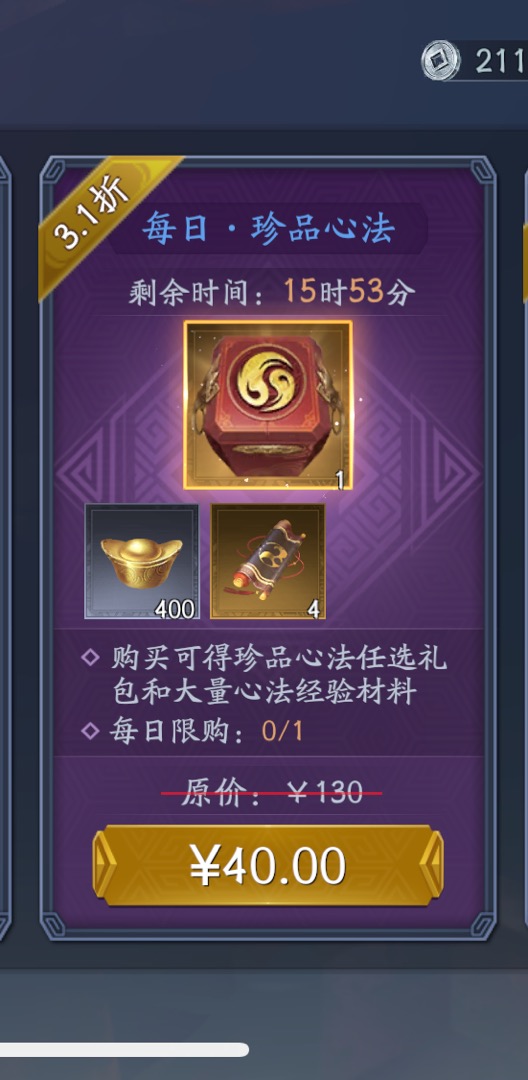 211
3.1折
每日·珍品心法
剩余时间：15时53分
1
400
4
购买可得珍品心法任选礼
包和大量心法经验材料
每日限购：0/1
原价：￥130
¥40.00